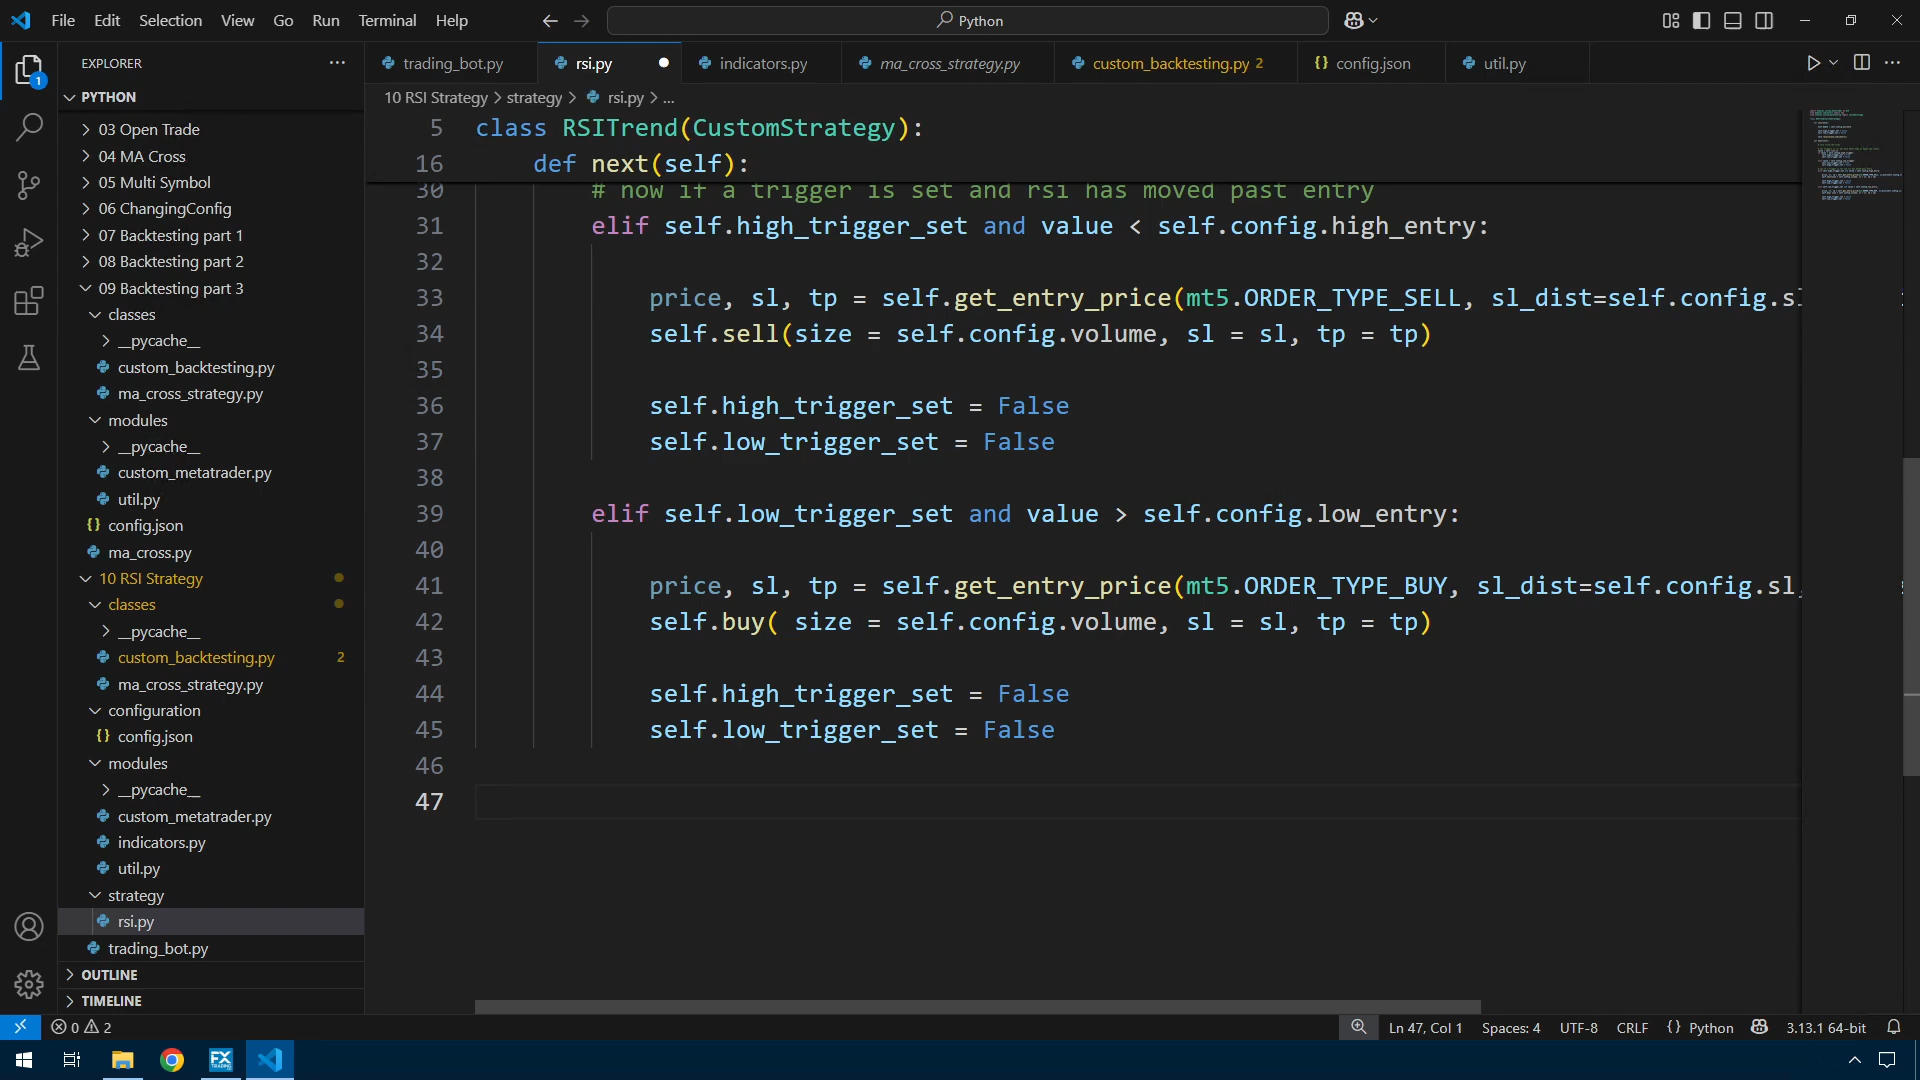 File Edit Selection View Go Run Terminal Help
Python
EXPLORER
PYTHON
03 Open Trade
04 MA Cross
05 Multi Symbol
06 ChangingConfig
07 Backtesting part 1
08 Backtesting part 2
09 Backtesting part 3
classes
__pycache__
custom_backtesting.py
ma_cross_strategy.py
modules
__pycache__
custom_metatrader.py
util.py
config.json
ma_cross.py
10 RSI Strategy
classes
__pycache__
custom_backtesting.py 2
ma_cross_strategy.py
configuration
config.json
modules
__pycache__
custom_metatrader.py
indicators.py
util.py
strategy
rsi.py
trading_bot.py
OUTLINE
TIMELINE
1
trading_bot.py rsi.py indicators.py ma_cross_strategy.py custom_backtesting.py 2 config.json util.py
10 RSI Strategy > strategy > rsi.py > ...
5 class RSITrend(CustomStrategy):
16 def next(self):
30 # now if a trigger is set and rsi has moved past entry
31 elif self.high_trigger_set and value < self.config.high_entry:
32
33 price, sl, tp = self.get_entry_price(mt5.ORDER_TYPE_SELL, sl_dist=self.config.sl
34 self.sell(size = self.config.volume, sl = sl, tp = tp)
35
36 self.high_trigger_set = False
37 self.low_trigger_set = False
38
39 elif self.low_trigger_set and value > self.config.low_entry:
40
41 price, sl, tp = self.get_entry_price(mt5.ORDER_TYPE_BUY, sl_dist=self.config.sl,
42 self.buy( size = self.config.volume, sl = sl, tp = tp)
43
44 self.high_trigger_set = False
45 self.low_trigger_set = False
46
47
0 2
Ln 47, Col 1 Spaces: 4 UTF-8 CRLF {} Python 3.13.1 64-bit
FX TRADING